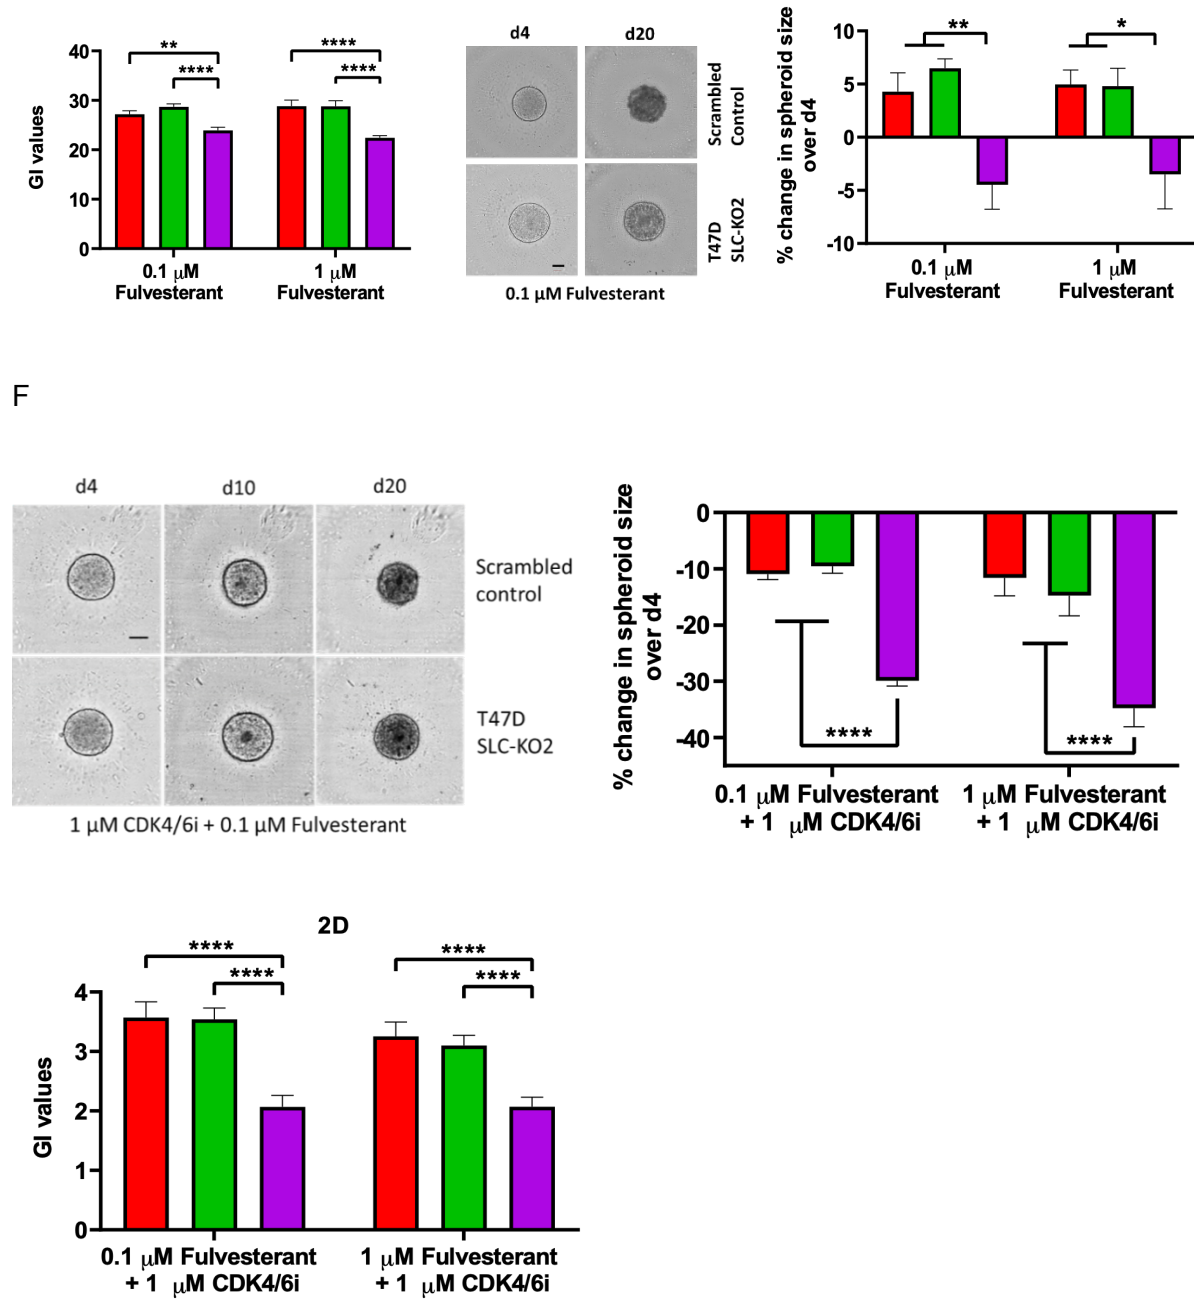 40
30
20
10
0
GI values
**
****
****
****
0.1 μM
Fulvesterant
1 μM
Fulvesterant
d4
d20
Scrambled
Control
T47D
SLC-KO2
0.1 μM Fulvesterant
% change in spheroid size
over d4
10
5
0
-5
-10
**
*
0.1 μM
Fulvesterant
1 μM
Fulvesterant
F
d4
d10
d20
Scrambled
control
T47D
SLC-KO2
1 μM CDK4/6i + 0.1 μM Fulvesterant
% change in spheroid size
over d4
0
-10
-20
-30
-40
****
****
0.1 μM Fulvesterant
+ 1 μM CDK4/6i
1 μM Fulvesterant
+ 1 μM CDK4/6i
2D
GI values
4
3
2
1
0
****
****
****
****
0.1 μM Fulvesterant
+ 1 μM CDK4/6i
1 μM Fulvesterant
+ 1 μM CDK4/6i